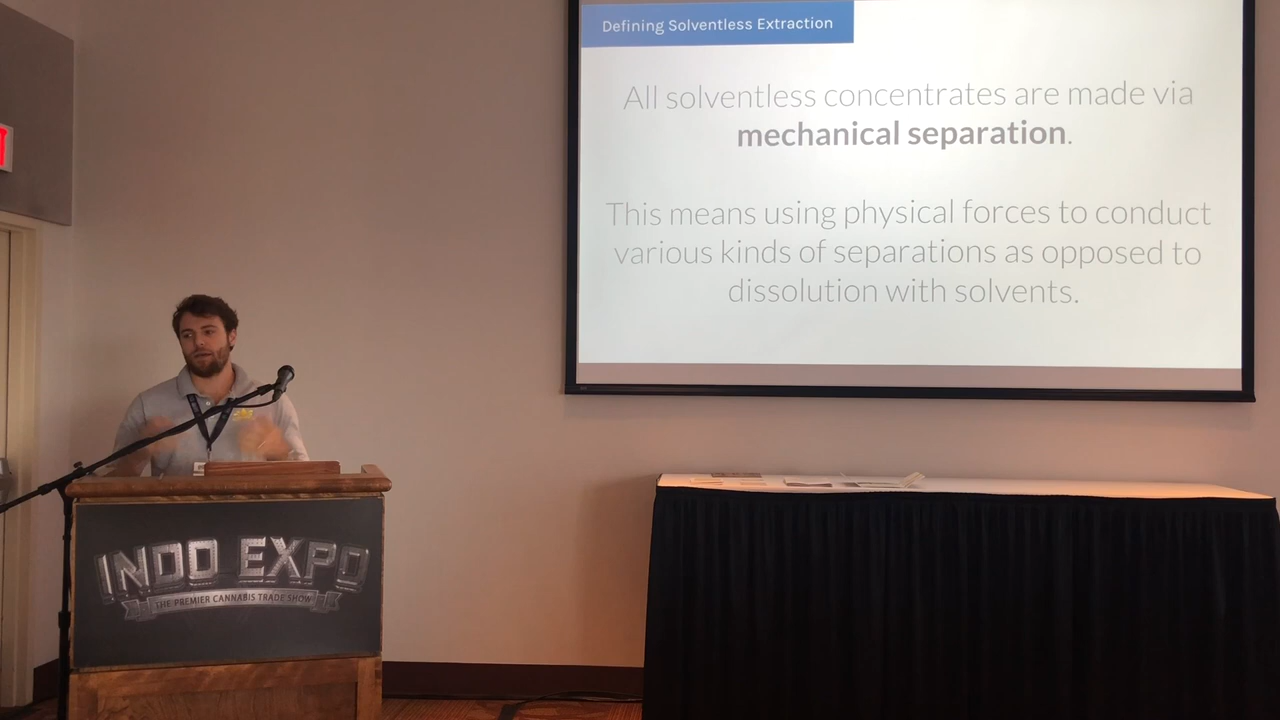 Defining Solventless Extraction
All solventless concentrates are made via
mechanical separation.
This means using physical forces to conduct
various kinds of separations as opposed to
dissolution with solvents.
INDO EXPO
THE PREMIER CANNABIS TRADE SHOW